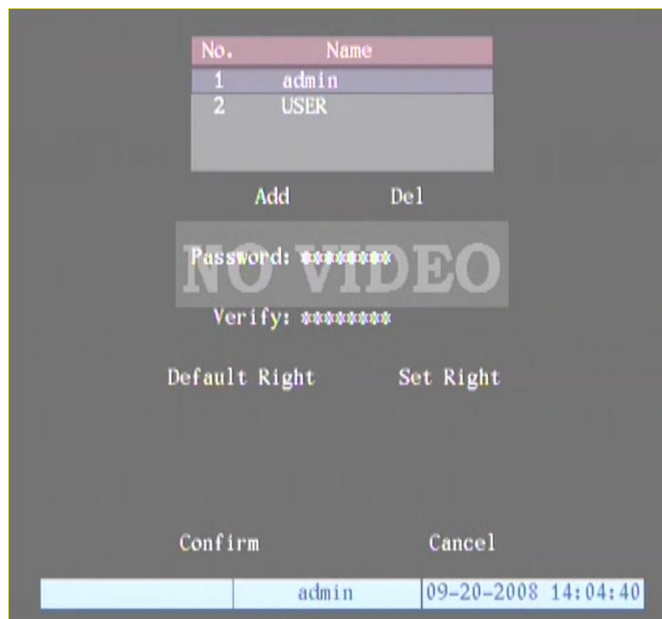 No. Name
1 admin
2 USER
Add Del
NO VIDEO
Password: ********
Verify: ********
Default Right Set Right
Confirm Cancel
admin 09-20-2008 14:04:40